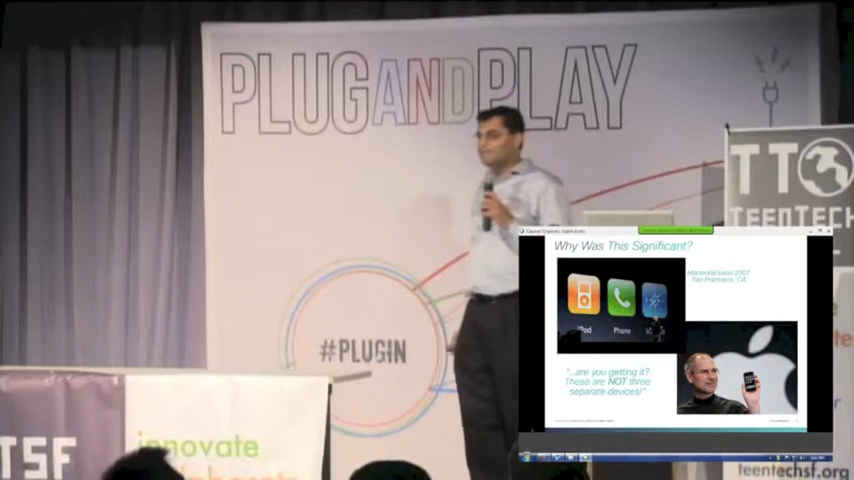 PLUGANDPLAY
TT
TEENTECH
#PLUGIN
Why Was This Significant?
Macworld Expo 2007
San Francisco, CA
iPod
Phone
"...are you getting it?
These are NOT three
separate devices!"
TSF
innovate
teentechsf.org